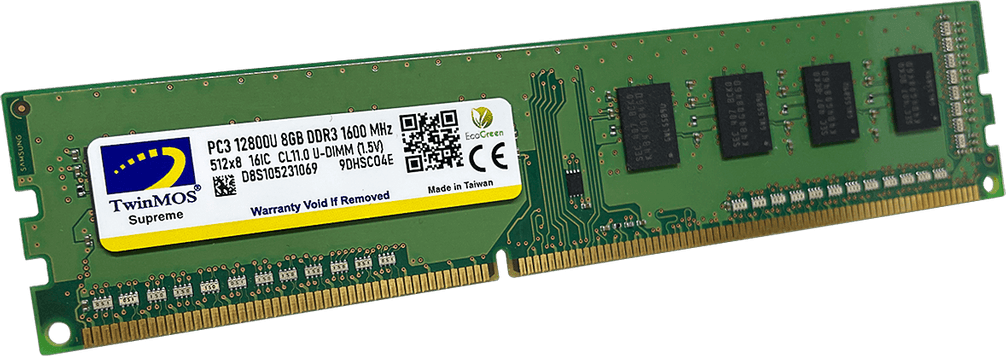 SAMSUNG
TwinMOS®
Supreme
PC3 12800U 8GB DDR3 1600 MHz
512x8 16IC CL11.0 U-DIMM (1.5V)
D8S105231069 9DHSCO4E
Warranty Void If Removed
EcoGreen
CE
Made in Taiwan